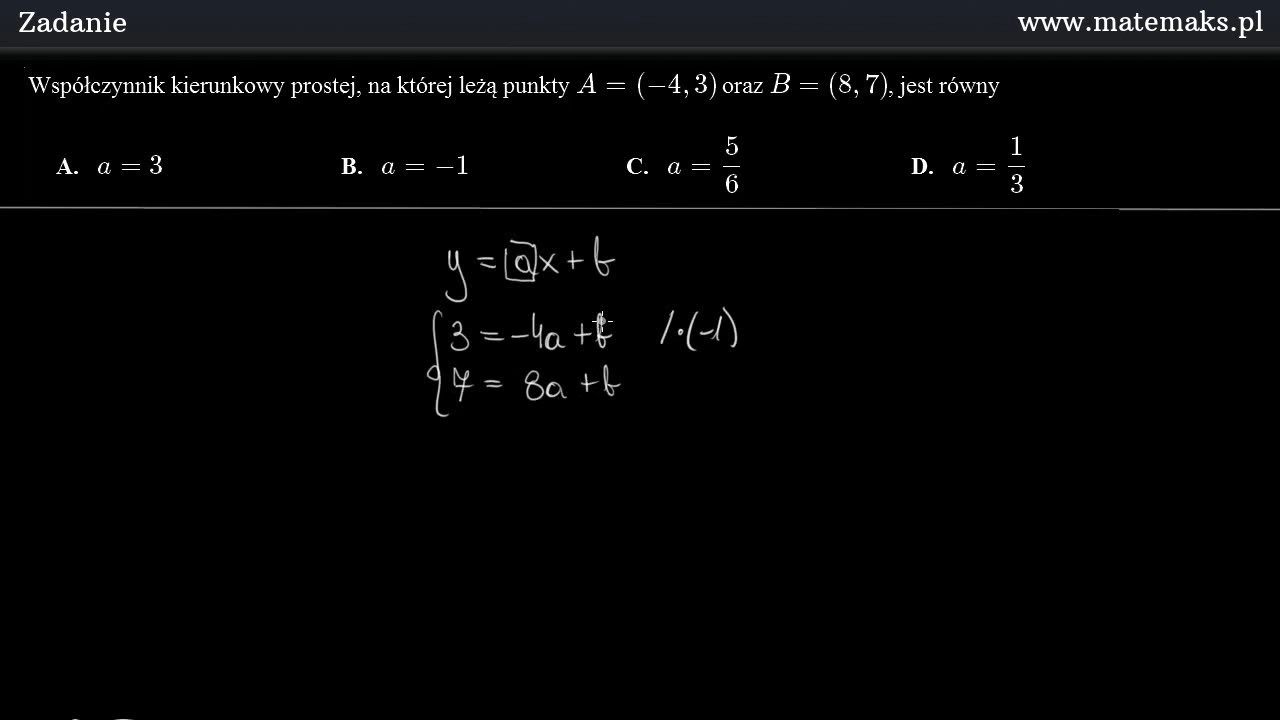 Zadanie
www.matemaks.pl
Współczynnik kierunkowy prostej, na której leżą punkty A = (−4, 3) oraz B = (8, 7), jest równy
A. a = 3 B. a = −1 C. a = 5/6 D. a = 1/3
y = ax + b
3 = −4a + b /·(−1)
7 = 8a + b